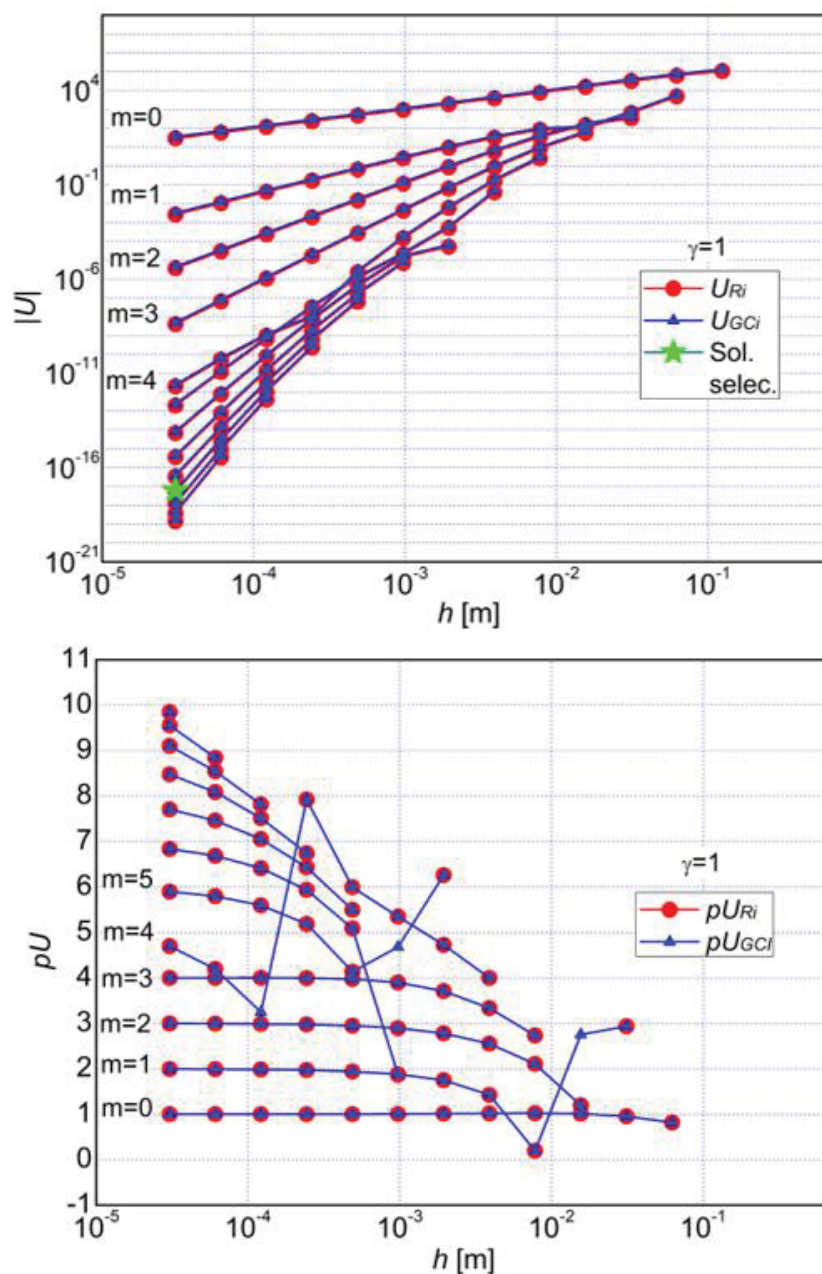 10⁴
m=0
10⁻¹
m=1
m=2
γ=1
10⁻⁶
|U|
m=3
U_Ri
U_GCi
Sol.
selec.
10⁻¹¹
m=4
10⁻¹⁶
10⁻²¹
10⁻⁵ 10⁻⁴ 10⁻³ 10⁻² 10⁻¹
h [m]
11
10
9
8
7
m=5
6
γ=1
m=4
5
pU
pU_Ri
pU_GCI
4
m=3
3
m=2
2
m=1
1
m=0
0
-1
10⁻⁵ 10⁻⁴ 10⁻³ 10⁻² 10⁻¹
h [m]